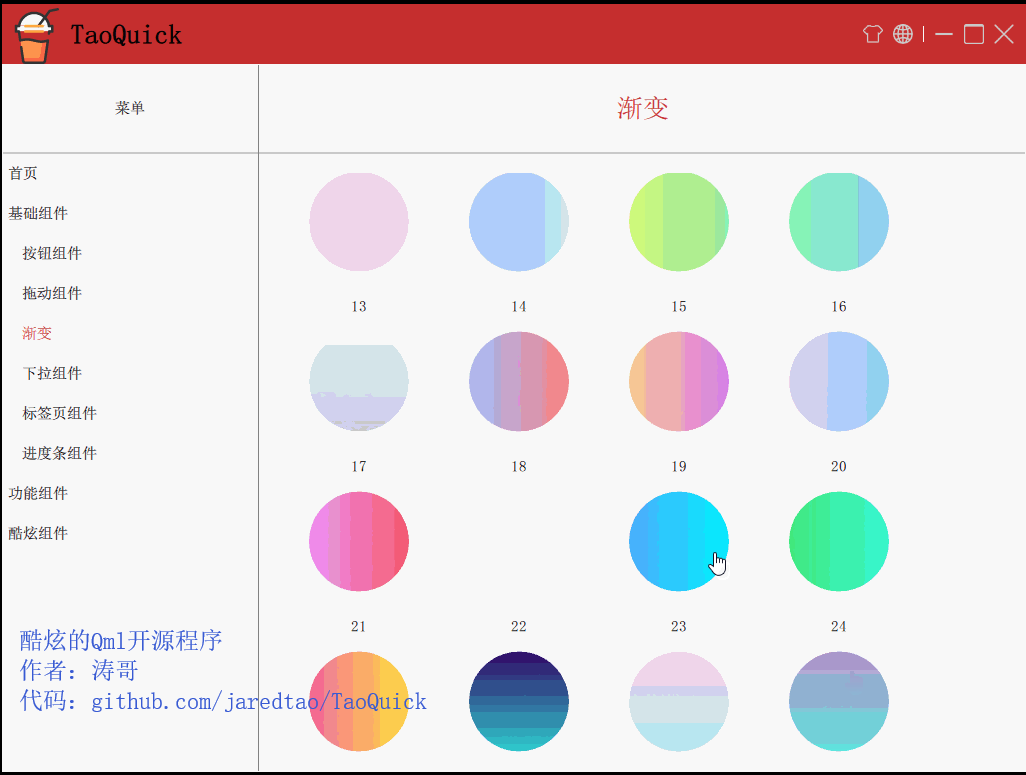 TaoQuick
菜单
渐变
首页
基础组件
按钮组件
拖动组件
渐变
下拉组件
标签页组件
进度条组件
功能组件
酷炫组件
13 14 15 16
17 18 19 20
21 22 23 24
酷炫的Qml开源程序
作者：涛哥
代码：github.com/jaredtao/TaoQuick